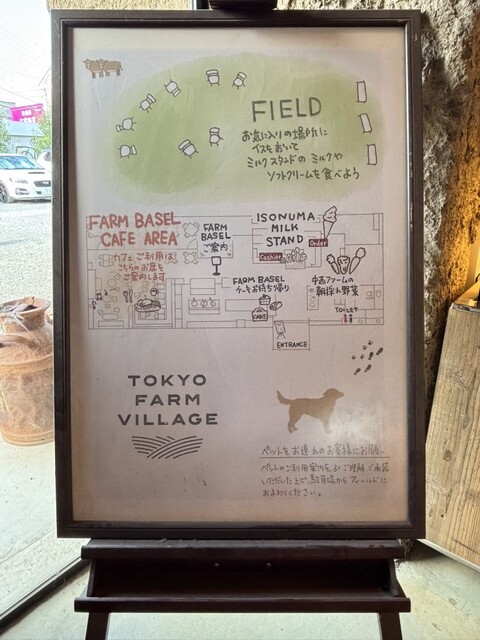 FIELD
お気に入りの場所に
イスをおいて
ミルクスタンドの ミルクや
ソフトクリームを食べよう
FARM BASEL
CAFE AREA
カフェ ご利用は
こちらのお席を
ご案内します
FARM
BASEL
ご案内
ISONUMA
MILK
STAND
Order
Cashier
FARM BASEL
ケーキお持ち帰り
CAKE
中西ファームの
朝採れ野菜
TOILET
ENTRANCE
TOKYO
FARM
VILLAGE
ペットをお連れのお客様にお願い
ペットのご利用案内をよくご理解、ご承諾
いただいた上で、駐車場からフィールドに
おまわりください。